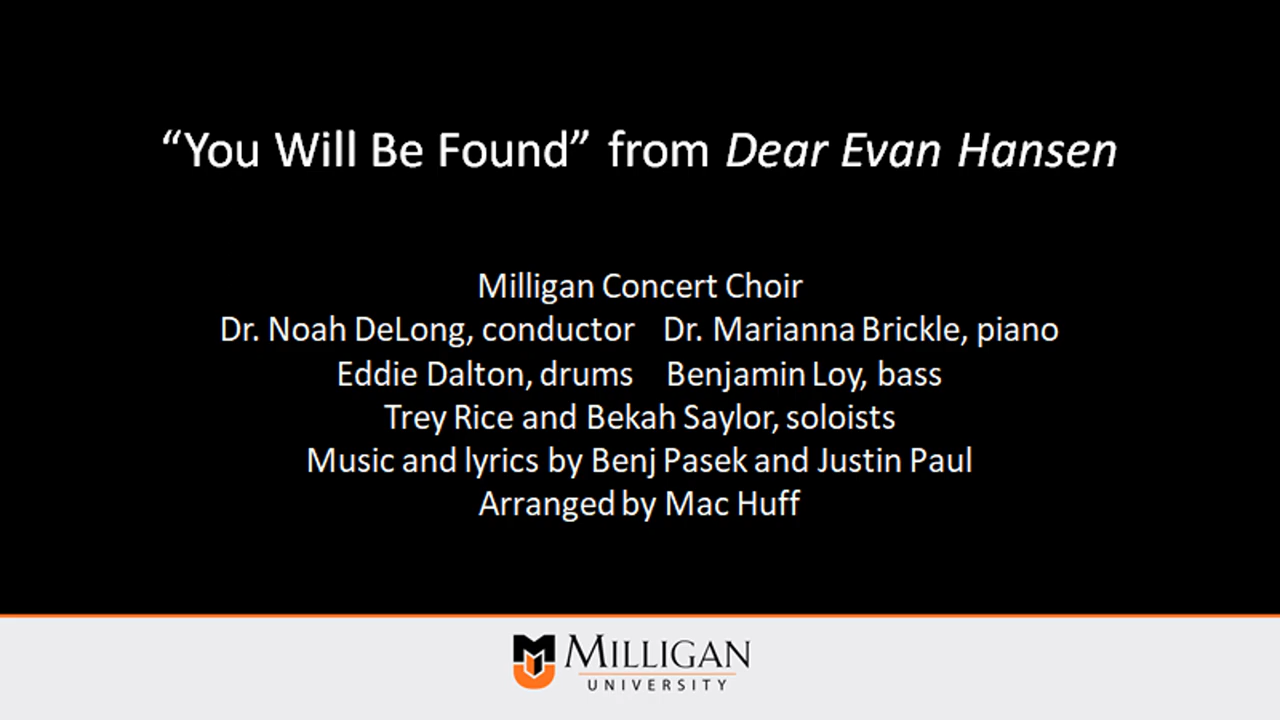 “You Will Be Found” from Dear Evan Hansen
Milligan Concert Choir
Dr. Noah DeLong, conductor Dr. Marianna Brickle, piano
Eddie Dalton, drums Benjamin Loy, bass
Trey Rice and Bekah Saylor, soloists
Music and lyrics by Benj Pasek and Justin Paul
Arranged by Mac Huff
MILLIGAN
UNIVERSITY